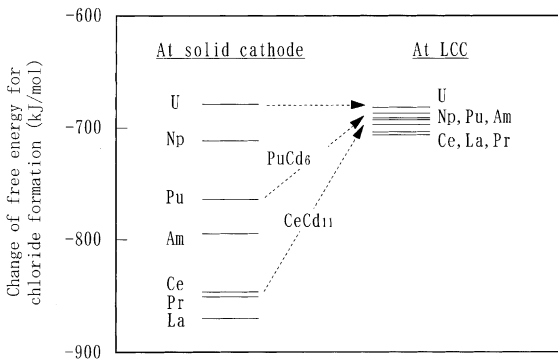 Change of free energy for
chloride formation (kJ/mol)
-600
-700
-800
-900
At solid cathode
At LCC
U
Np
Pu
Am
Ce
Pr
La
PuCd6
CeCd11
U
Np, Pu, Am
Ce, La, Pr